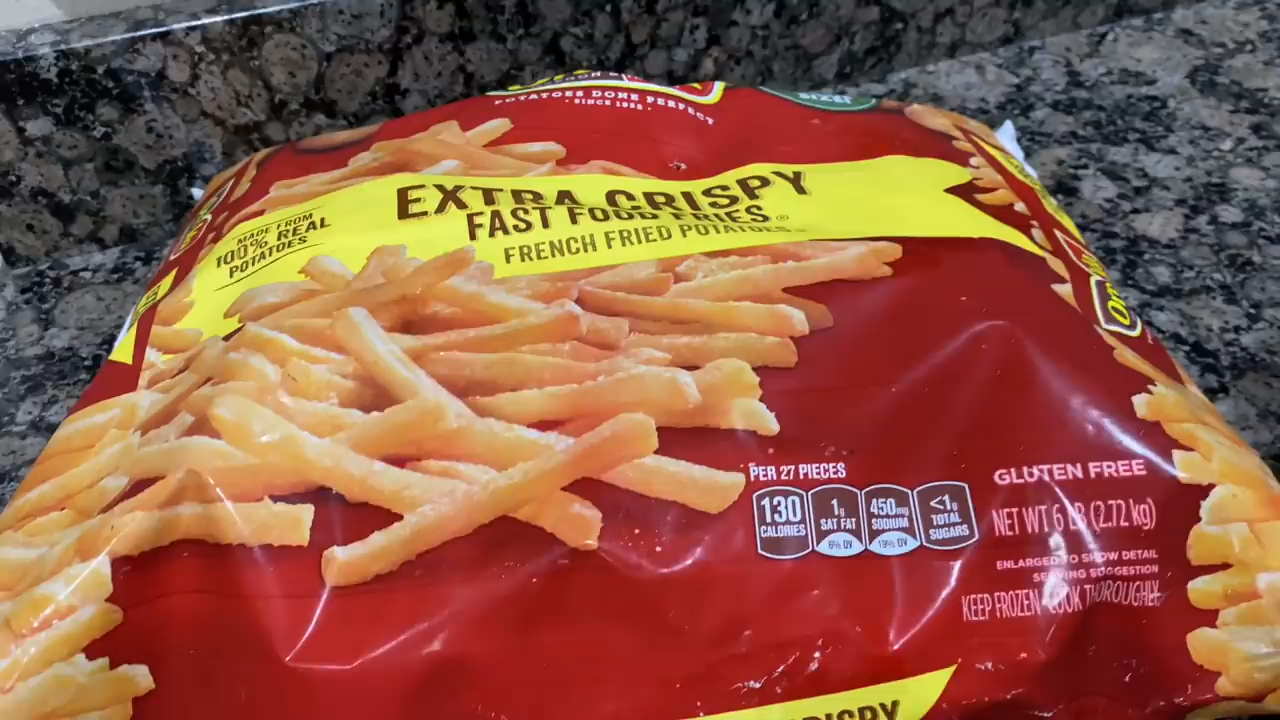 POTATOES DONE PERFECT
• SINCE 1952 •
SIZE!
EXTRA CRISPY
FAST FOOD FRIES®
FRENCH FRIED POTATOES
MADE FROM
100% REAL
POTATOES
PER 27 PIECES
130
CALORIES
1g
SAT FAT
6% DV
450mg
SODIUM
19% DV
<1g
TOTAL
SUGARS
GLUTEN FREE
NET WT 6 LB (2.72 kg)
ENLARGED TO SHOW DETAIL
SERVING SUGGESTION
KEEP FROZEN COOK THOROUGHLY
CRISPY